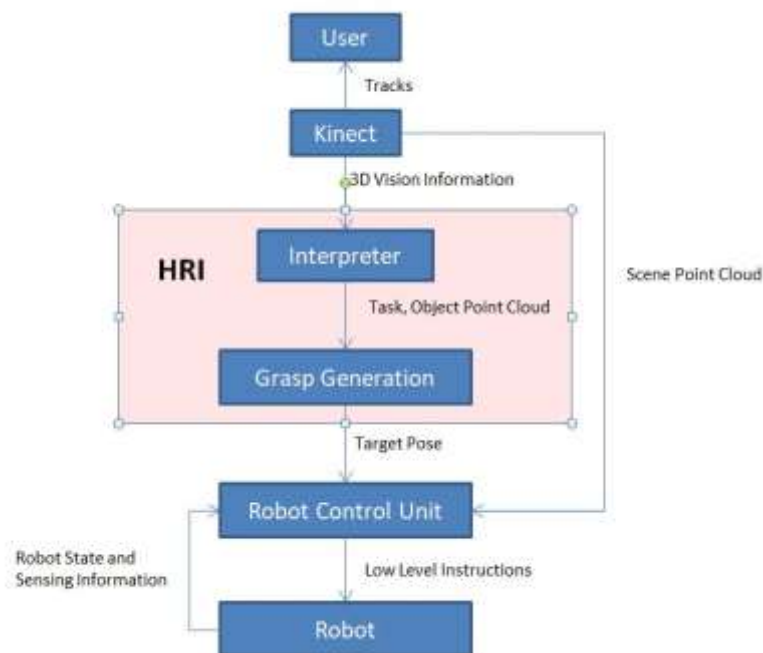 User
Tracks
Kinect
3D Vision Information
HRI
Interpreter
Scene Point Cloud
Task, Object Point Cloud
Grasp Generation
Target Pose
Robot Control Unit
Robot State and
Sensing Information
Low Level Instructions
Robot